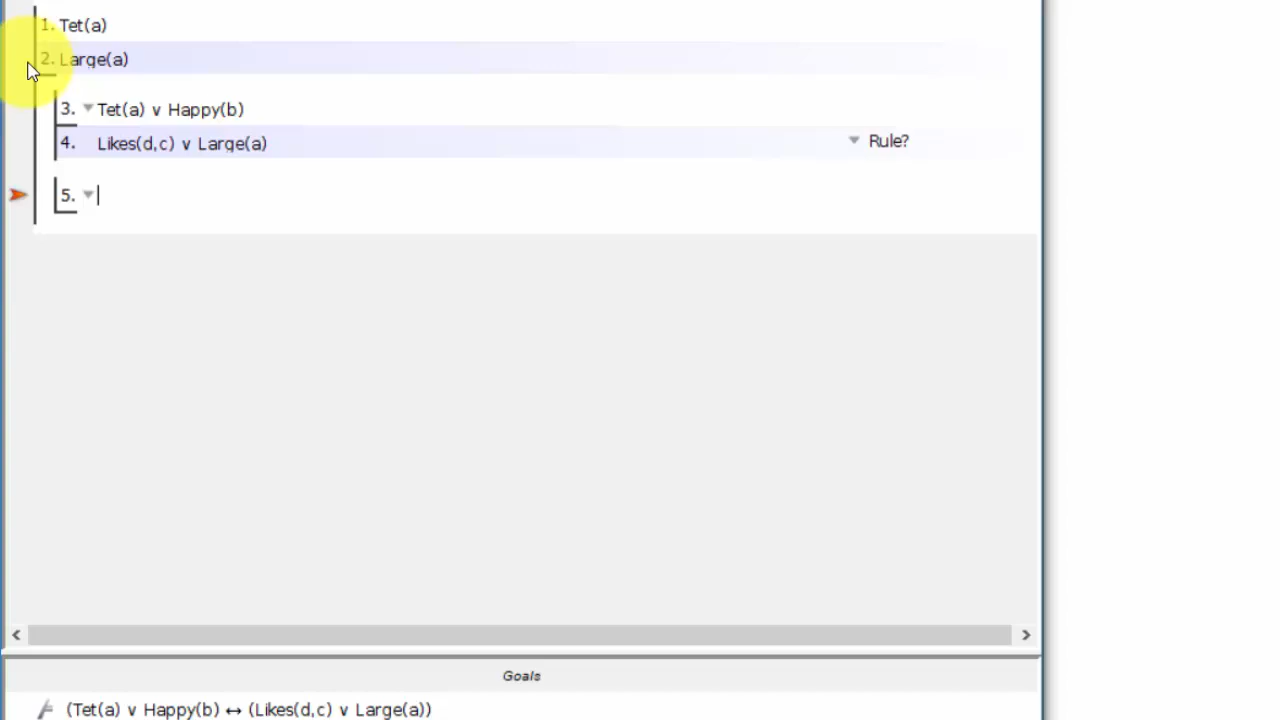 1. Tet(a)
2. Large(a)
3. Tet(a) ∨ Happy(b)
4. Likes(d,c) ∨ Large(a) Rule?
5.
Goals
(Tet(a) ∨ Happy(b) ↔ (Likes(d,c) ∨ Large(a))